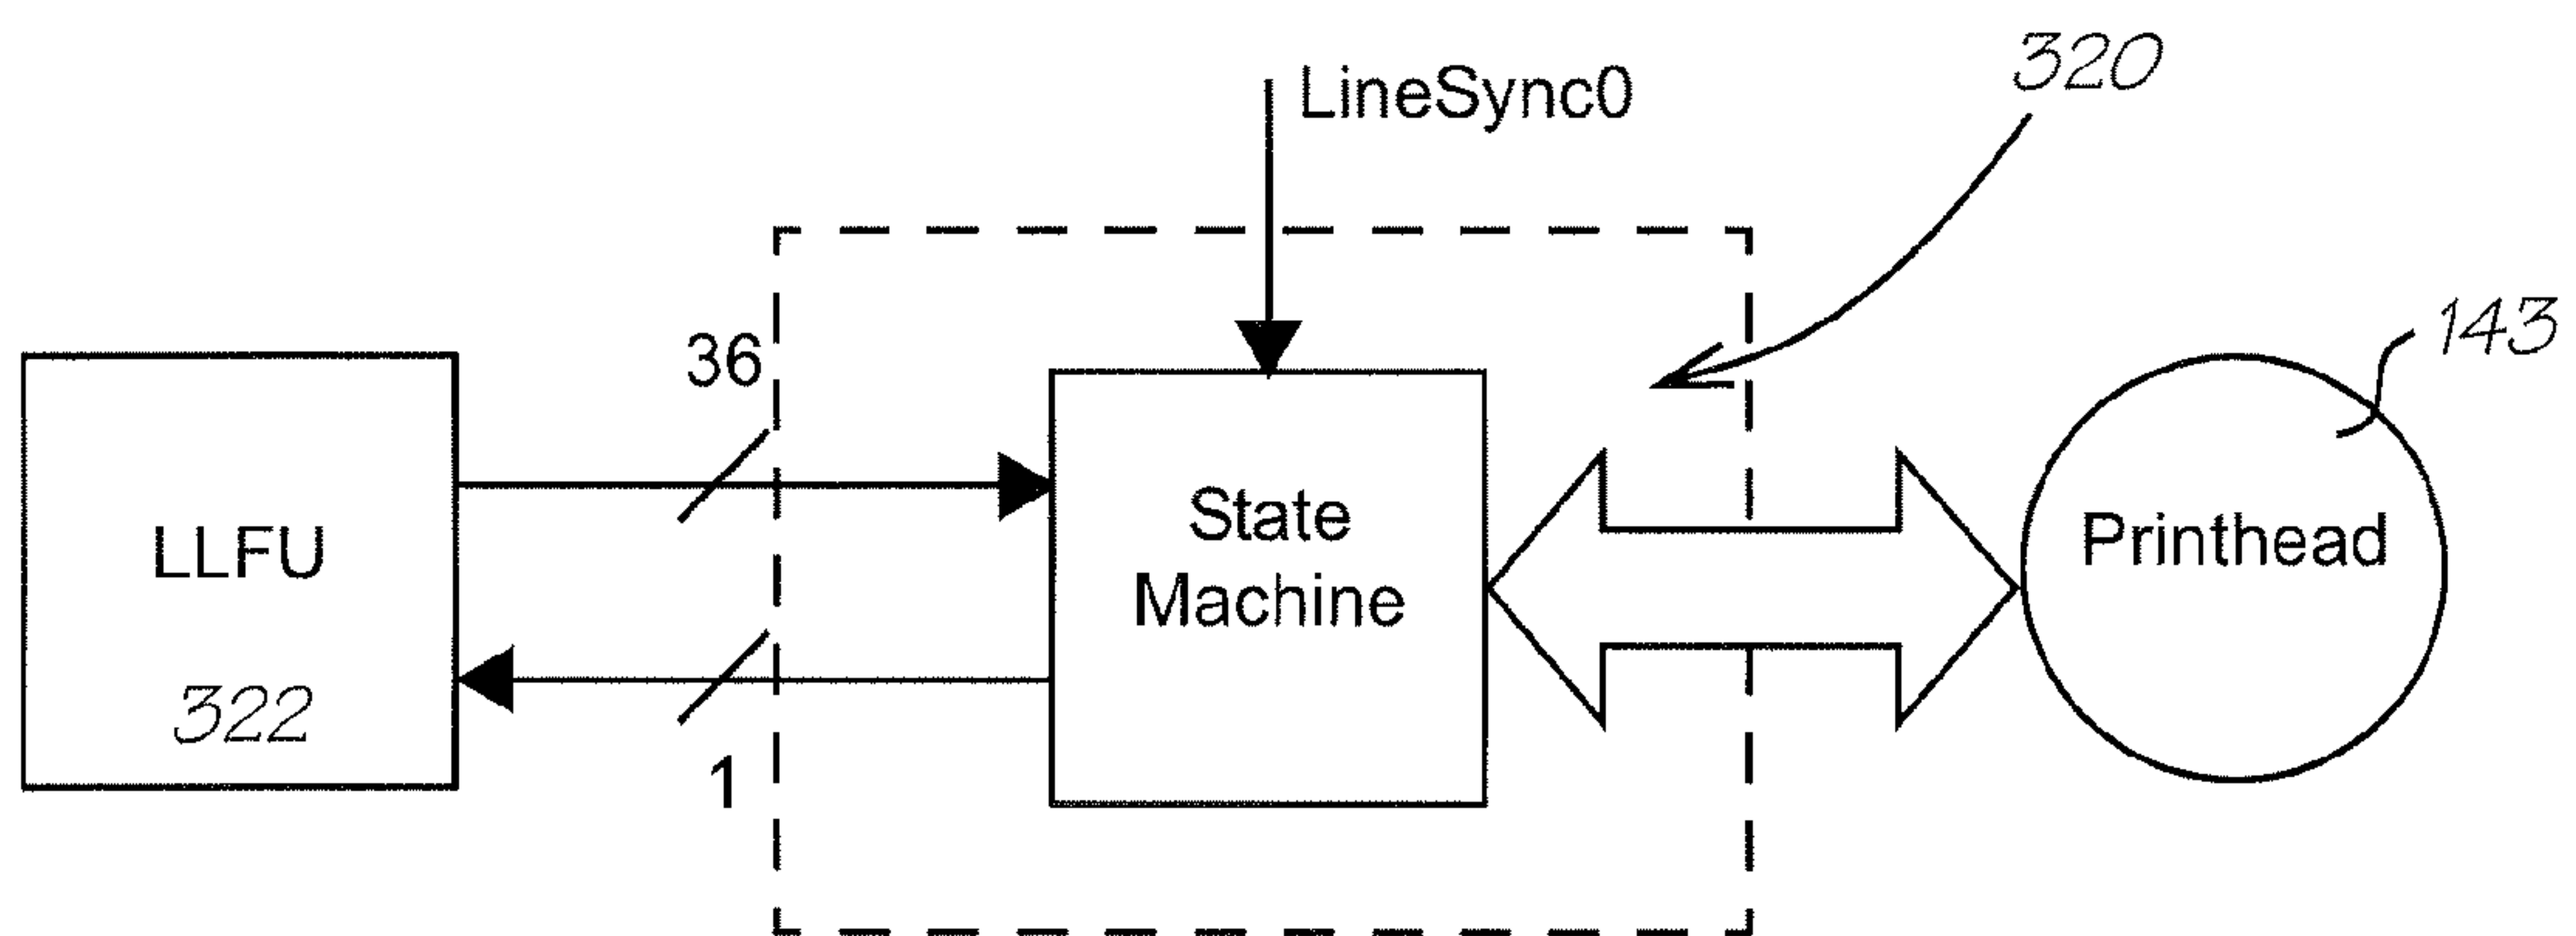 320
LineSync0
143
36
LLFU
322
State
Machine
Printhead
1